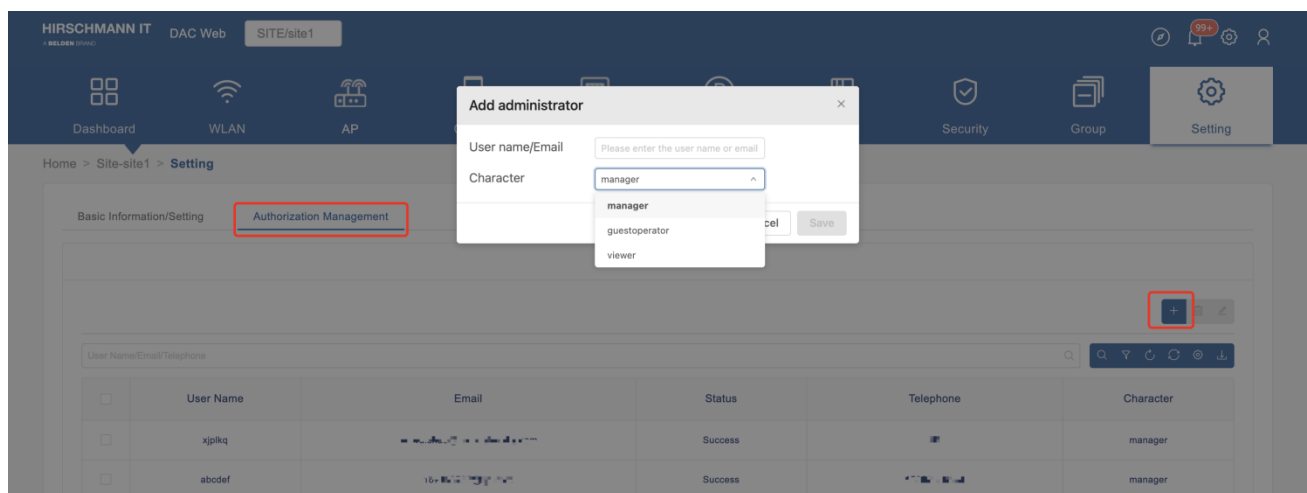 HIRSCHMANN IT DAC Web SITE/site1 99+
A BELDEN BRAND
Dashboard WLAN AP Security Group Setting
Add administrator
Home > Site-site1 > Setting
User name/Email Please enter the user name or email
Character manager
Basic Information/Setting Authorization Management
manager
guestoperator
viewer
cel Save
User Name/Email/Telephone
User Name Email Status Telephone Character
xjplkq Success manager
abcdef Success manager